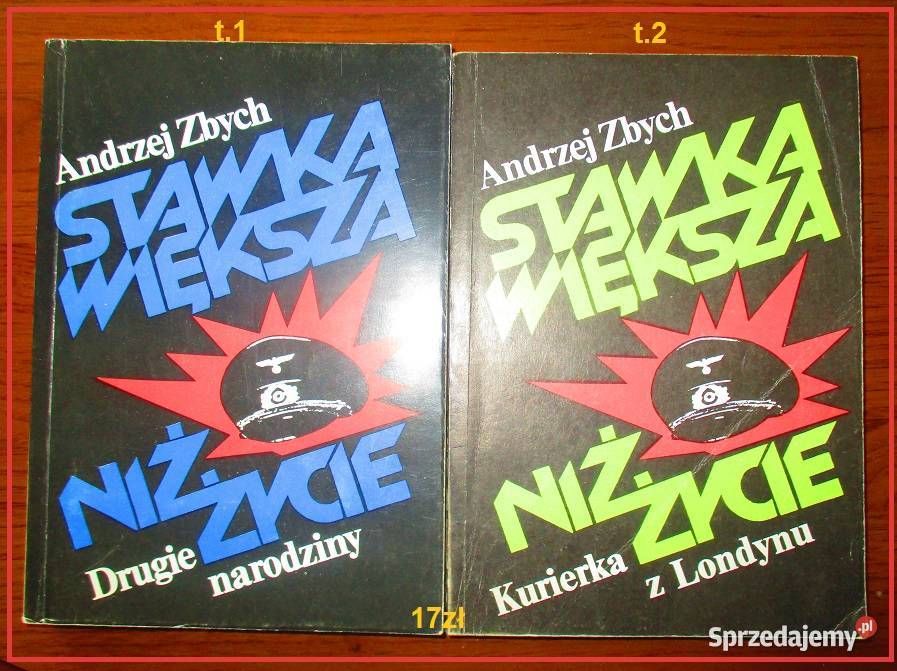 t.1
Andrzej Zbych
STAWKA
WIĘKSZA
NIŻ
ŻYCIE
Drugie
narodziny
t.2
Andrzej Zbych
STAWKA
WIĘKSZA
NIŻ
ŻYCIE
Kurierka
z Londynu
17zł
Sprzedajemy.pl